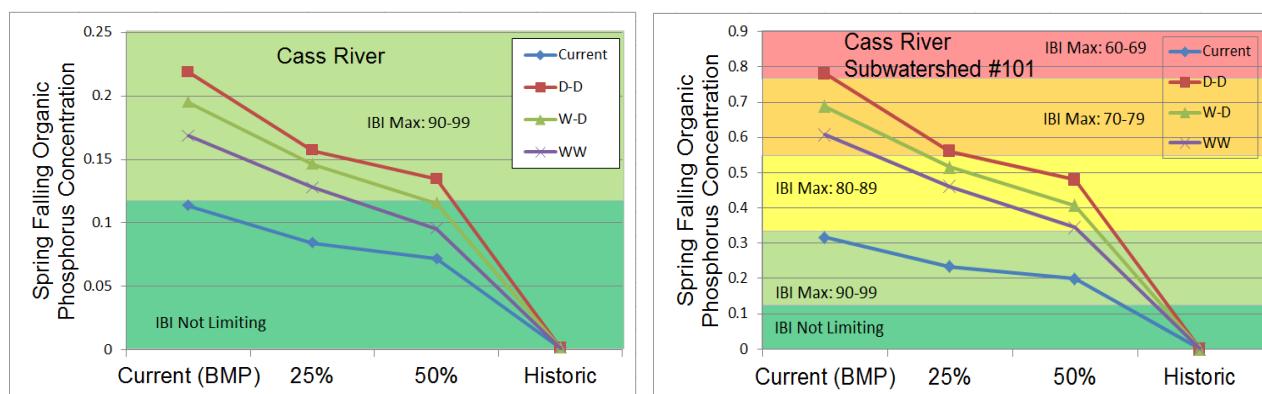 Spring Falling Organic
Phosphorus Concentration
0.25
0.2
0.15
0.1
0.05
0
Cass River
Current
D-D
W-D
WW
IBI Max: 90-99
IBI Not Limiting
Current (BMP)
25%
50%
Historic
Spring Falling Organic
Phosphorus Concentration
0.9
0.8
0.7
0.6
0.5
0.4
0.3
0.2
0.1
0
Cass River
Subwatershed #101
IBI Max: 60-69
Current
D-D
W-D
WW
IBI Max: 70-79
IBI Max: 80-89
IBI Max: 90-99
IBI Not Limiting
Current (BMP)
25%
50%
Historic